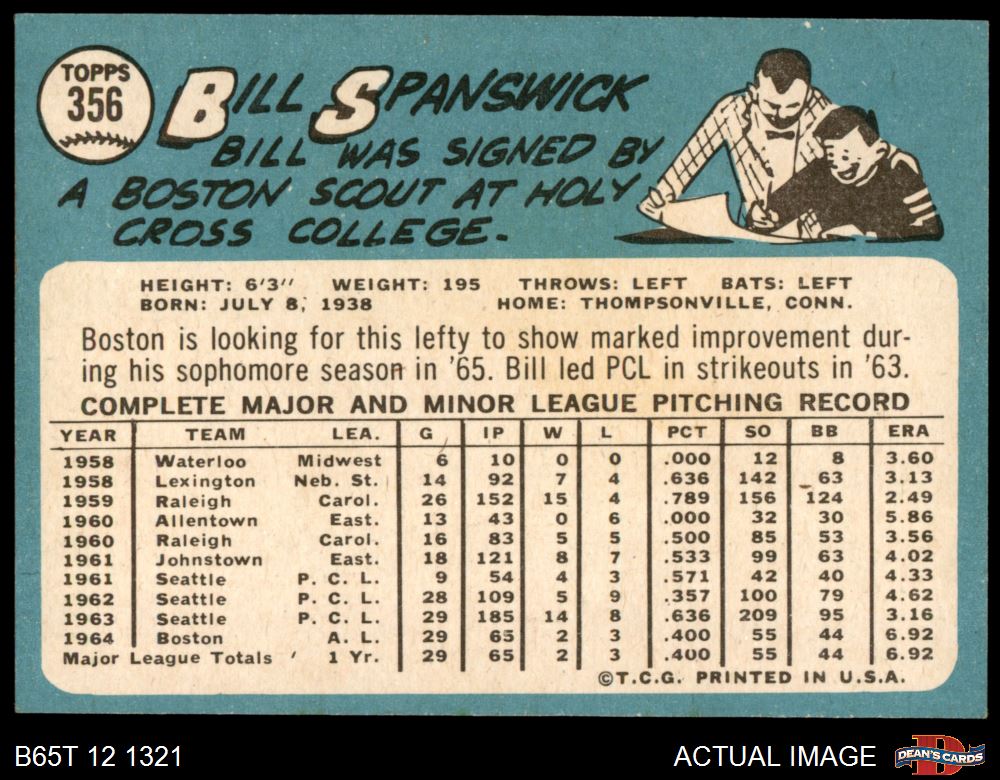 TOPPS
356
BILL SPANSWICK
BILL WAS SIGNED BY
A BOSTON SCOUT AT HOLY
CROSS COLLEGE.
HEIGHT: 6'3" WEIGHT: 195 THROWS: LEFT BATS: LEFT
BORN: JULY 8, 1938 HOME: THOMPSONVILLE, CONN.
Boston is looking for this lefty to show marked improvement dur-
ing his sophomore season in '65. Bill led PCL in strikeouts in '63.
COMPLETE MAJOR AND MINOR LEAGUE PITCHING RECORD
YEAR TEAM LEA. G IP W L PCT SO BB ERA
1958 Waterloo Midwest 6 10 0 0 .000 12 8 3.60
1958 Lexington Neb. St. 14 92 7 4 .636 142 63 3.13
1959 Raleigh Carol. 26 152 15 4 .789 156 124 2.49
1960 Allentown East. 13 43 0 6 .000 32 30 5.86
1960 Raleigh Carol. 16 83 5 5 .500 85 53 3.56
1961 Johnstown East. 18 121 8 7 .533 99 63 4.02
1961 Seattle P. C. L. 9 54 4 3 .571 42 40 4.33
1962 Seattle P. C. L. 28 109 5 9 .357 100 79 4.62
1963 Seattle P. C. L. 29 185 14 8 .636 209 95 3.16
1964 Boston A. L. 29 65 2 3 .400 55 44 6.92
Major League Totals 1 Yr. 29 65 2 3 .400 55 44 6.92
©T.C.G. PRINTED IN U.S.A.
B65T 12 1321 ACTUAL IMAGE DEAN'S CARDS